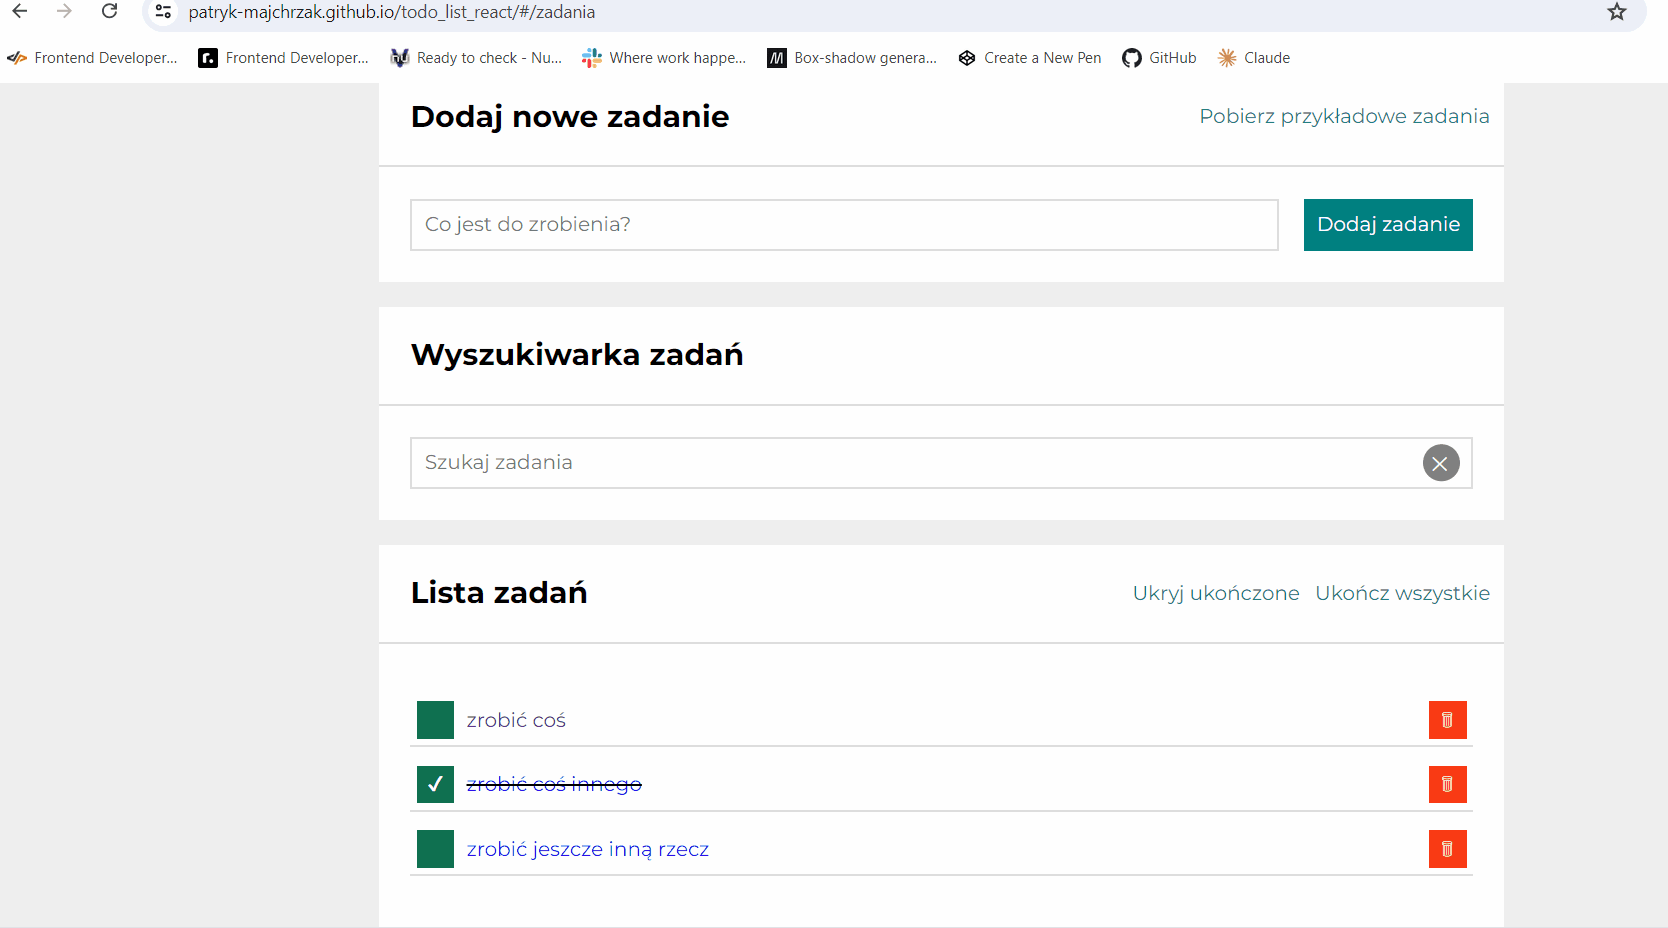 patryk-majchrzak.github.io/todo_list_react/#/zadania
Frontend Developer... Frontend Developer... Ready to check - Nu... Where work happe... Box-shadow genera... Create a New Pen GitHub Claude
Dodaj nowe zadanie Pobierz przykładowe zadania
Co jest do zrobienia? Dodaj zadanie
Wyszukiwarka zadań
Szukaj zadania
Lista zadań Ukryj ukończone Ukończ wszystkie
zrobić coś
zrobić coś innego
zrobić jeszcze inną rzecz